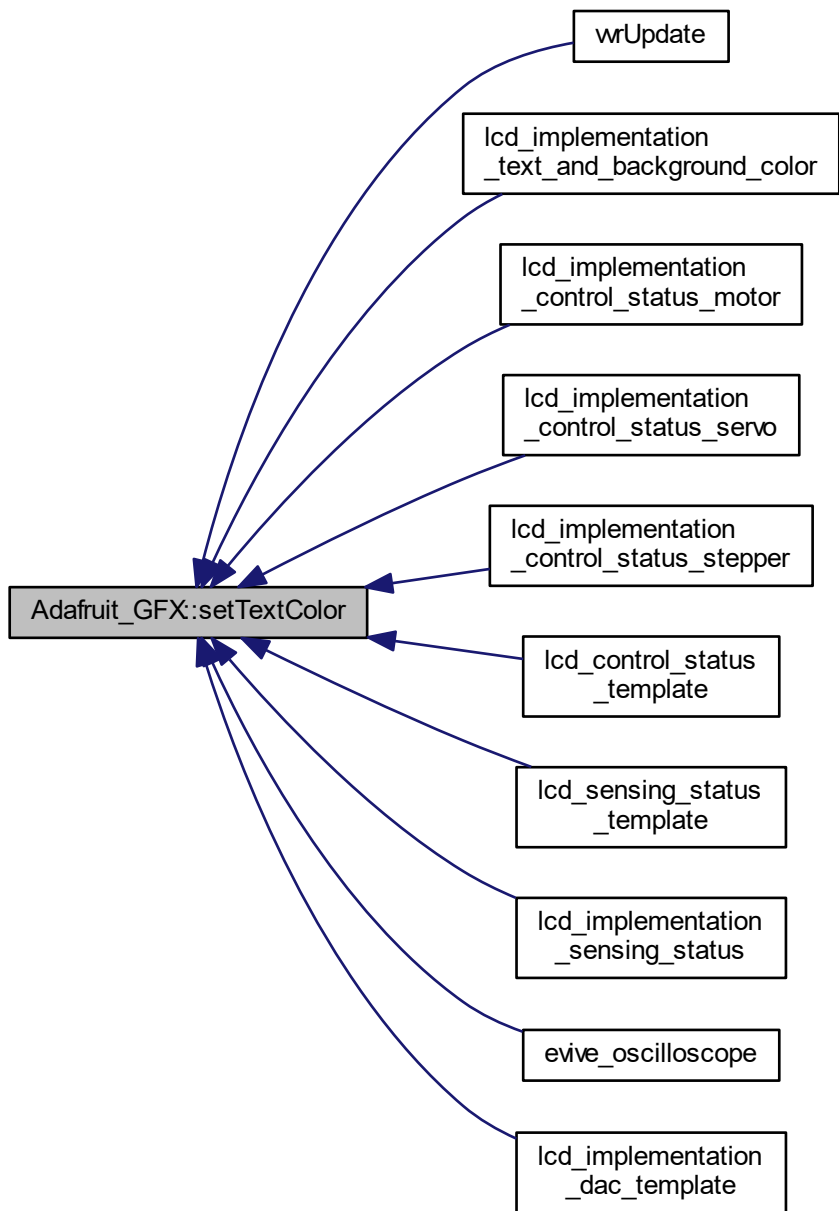 vvrUpdate
lcd_implementation
_text_and_background_color
lcd_implementation
_control_status_motor
lcd_implementation
_control_status_servo
lcd_implementation
_control_status_stepper
Adafruit_GFX::setTextColor
lcd_control_status
_template
lcd_sensing_status
_template
lcd_implementation
_sensing_status
evive_oscilloscope
lcd_implementation
_dac_template